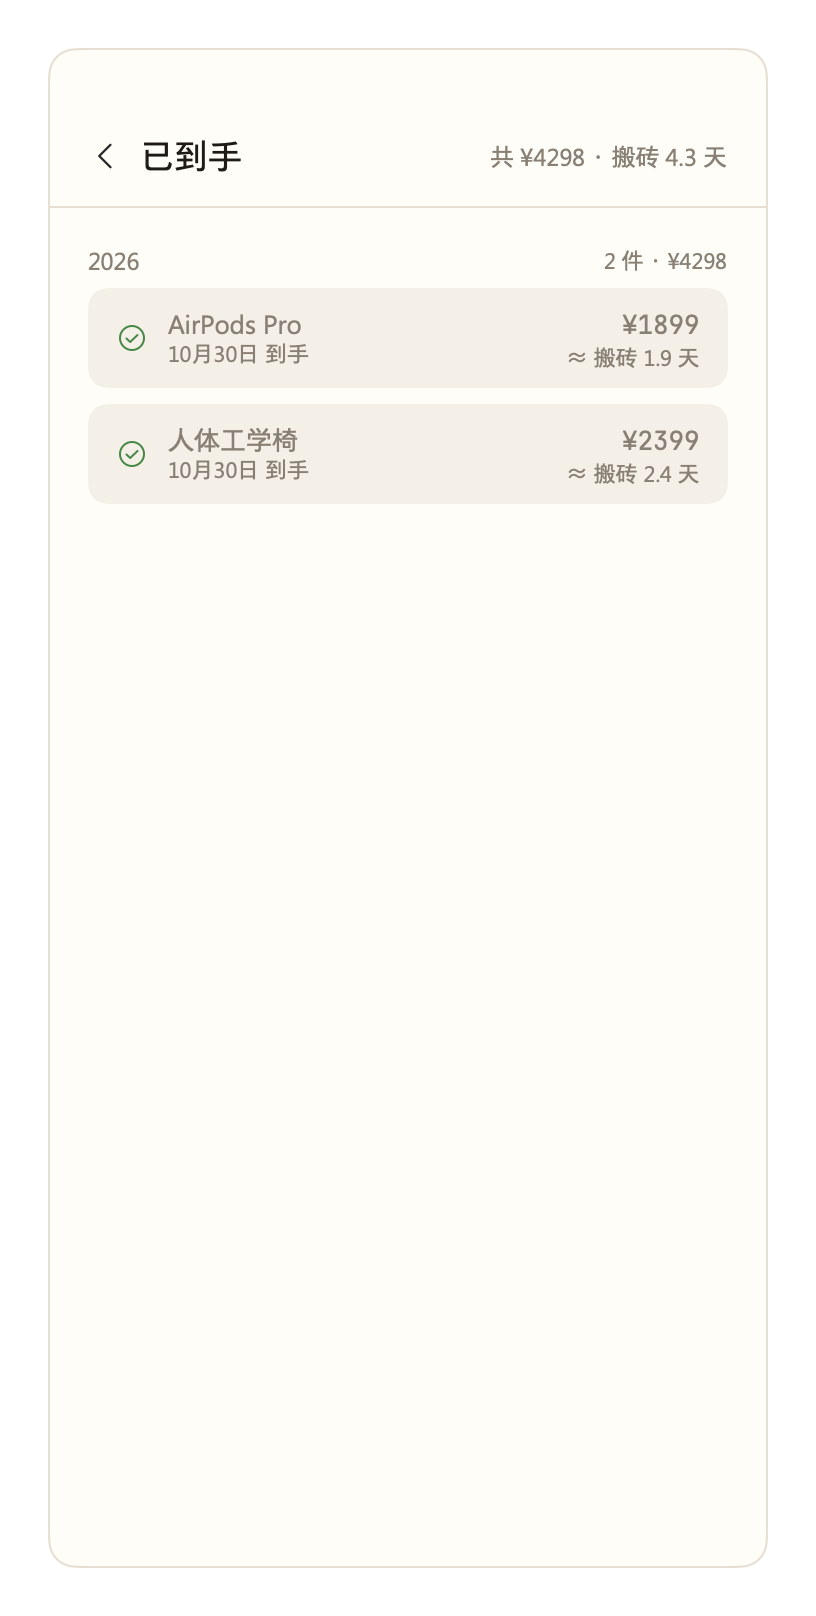 已到手
共 ¥4298 · 搬砖 4.3 天
2026
2 件 · ¥4298
AirPods Pro
¥1899
10月30日 到手
≈ 搬砖 1.9 天
人体工学椅
¥2399
10月30日 到手
≈ 搬砖 2.4 天